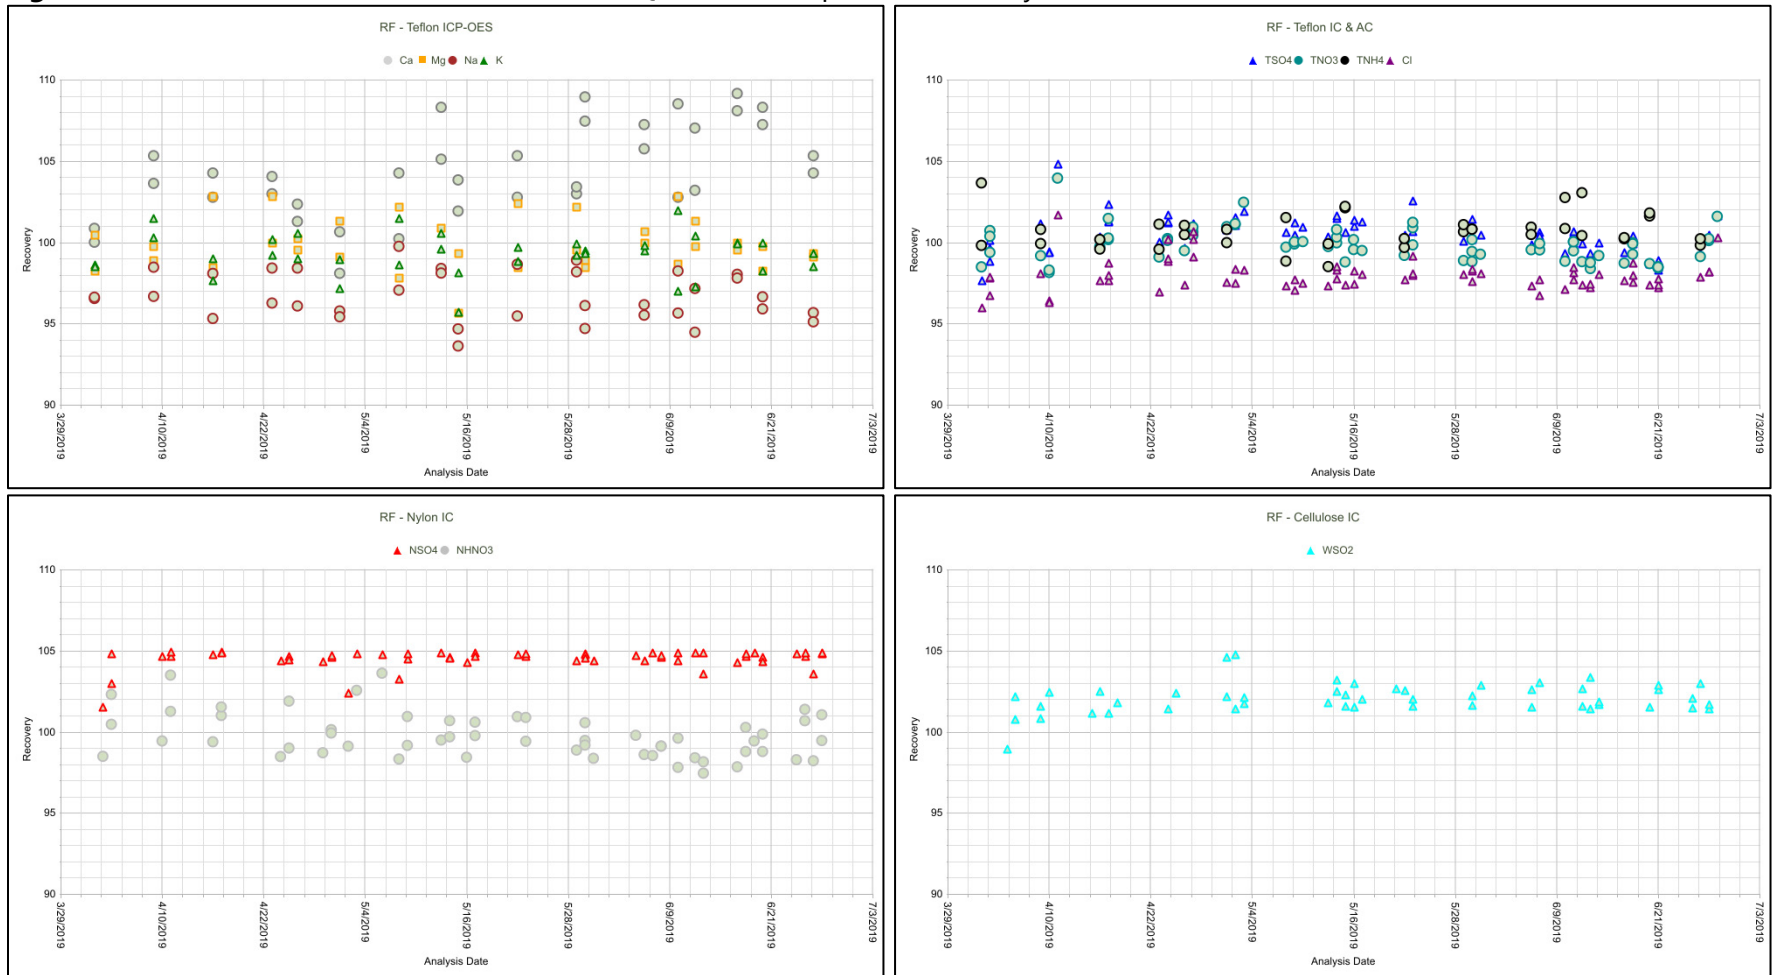 RF - Teflon ICP-OES
Ca Mg Na K
110
105
100
95
90
Recovery
3/29/2019 4/10/2019 4/22/2019 5/4/2019 5/16/2019 5/28/2019 6/9/2019 6/21/2019 7/3/2019
Analysis Date
RF - Teflon IC & AC
TSO4 TNO3 TNH4 Cl
110
105
100
95
90
Recovery
3/29/2019 4/10/2019 4/22/2019 5/4/2019 5/16/2019 5/28/2019 6/9/2019 6/21/2019 7/3/2019
Analysis Date
RF - Nylon IC
NSO4 NHNO3
110
105
100
95
90
Recovery
3/29/2019 4/10/2019 4/22/2019 5/4/2019 5/16/2019 5/28/2019 6/9/2019 6/21/2019 7/3/2019
Analysis Date
RF - Cellulose IC
WSO2
110
105
100
95
90
Recovery
3/29/2019 4/10/2019 4/22/2019 5/4/2019 5/16/2019 5/28/2019 6/9/2019 6/21/2019 7/3/2019
Analysis Date